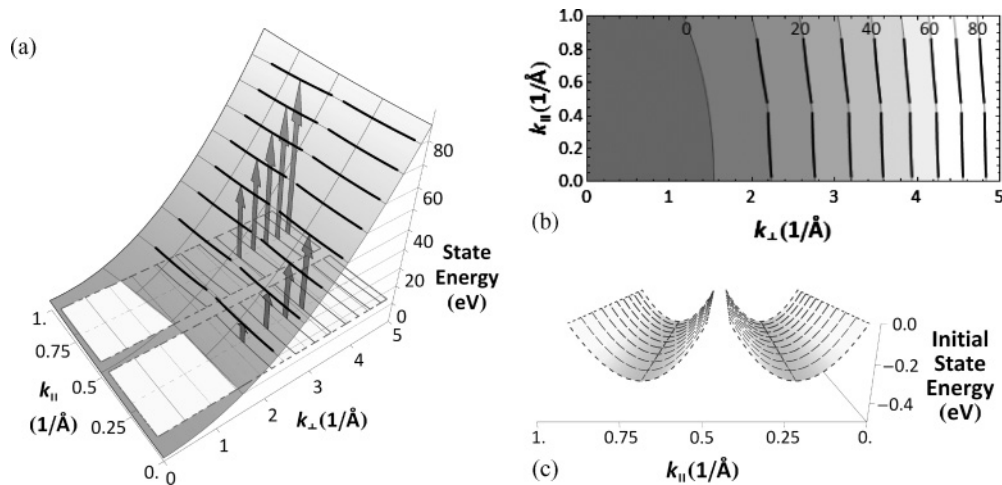 (a)
80
60
40
20
0
State
Energy
(eV)
1.
0.75
0.5
0.25
0.
k∥
(1/Å)
0
1
2
3
4
5
k⊥(1/Å)
(b)
1.0
0.8
0.6
0.4
0.2
0.0
k∥(1/Å)
0 20 40 60 80
0 1 2 3 4 5
k⊥(1/Å)
0.0
−0.2
−0.4
Initial
State
Energy
(eV)
1. 0.75 0.5 0.25 0.
(c)
k∥(1/Å)